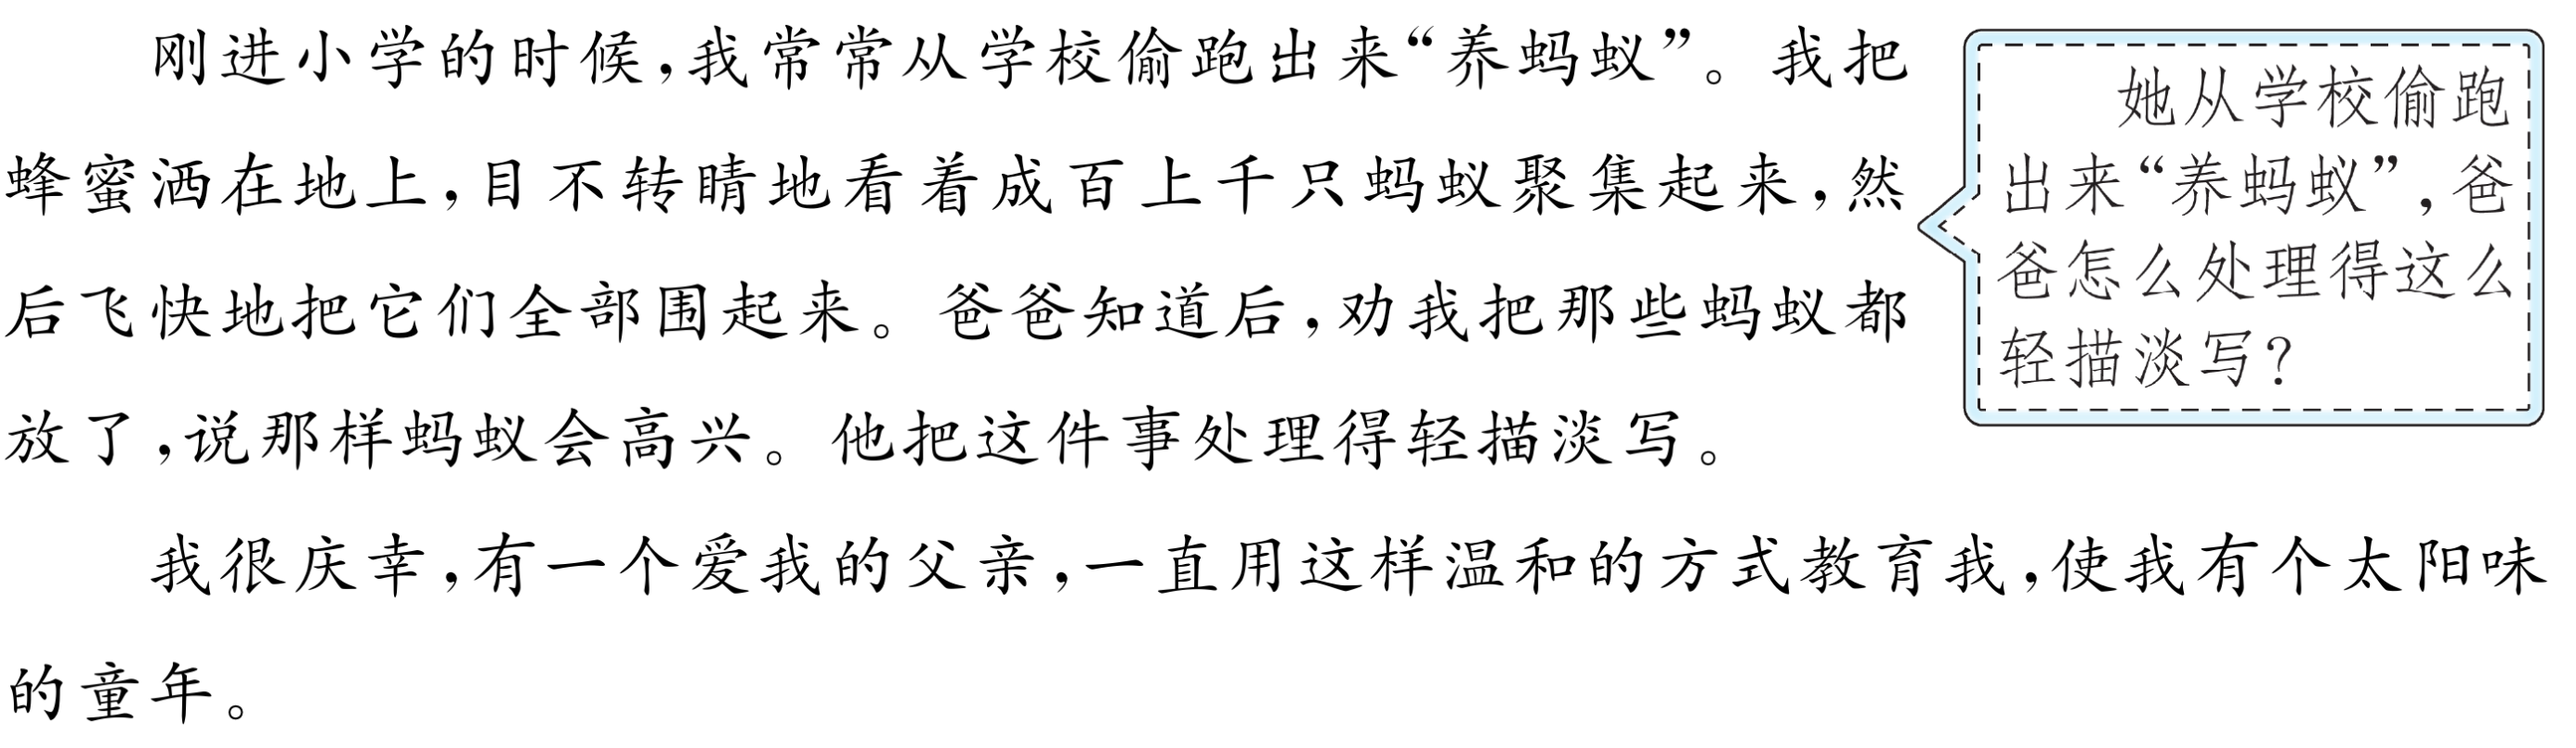 刚进小学的时候，我常常从学校偷跑出来“养蚂蚁”。我把
蜂蜜洒在地上，目不转睛地看着成百上千只蚂蚁聚集起来，然
后飞快地把它们全部围起来。爸爸知道后，劝我把那些蚂蚁都
放了，说那样蚂蚁会高兴。他把这件事处理得轻描淡写。
我很庆幸，有一个爱我的父亲，一直用这样温和的方式教育我，使我有个太阳味
的童年。
她从学校偷跑
出来“养蚂蚁”，爸
爸怎么处理得这么
轻描淡写？